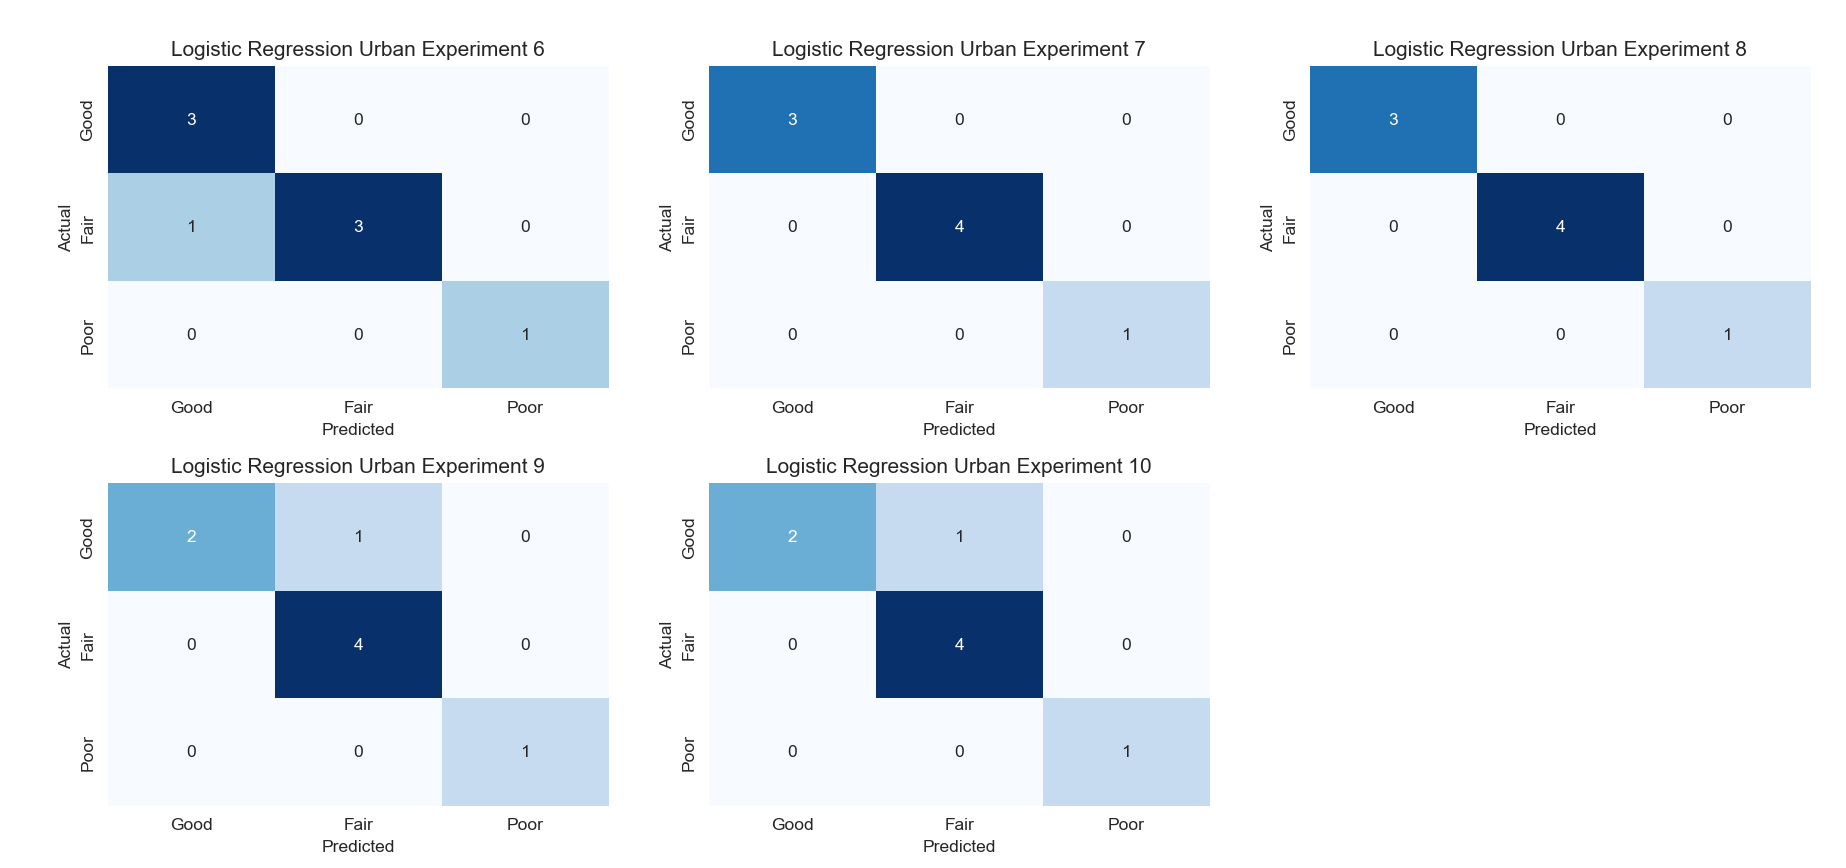 Logistic Regression Urban Experiment 6
Actual
Good
3 0 0
Fair
1 3 0
Poor
0 0 1
Good Fair Poor
Predicted
Logistic Regression Urban Experiment 7
Actual
Good
3 0 0
Fair
0 4 0
Poor
0 0 1
Good Fair Poor
Predicted
Logistic Regression Urban Experiment 8
Actual
Good
3 0 0
Fair
0 4 0
Poor
0 0 1
Good Fair Poor
Predicted
Logistic Regression Urban Experiment 9
Actual
Good
2 1 0
Fair
0 4 0
Poor
0 0 1
Good Fair Poor
Predicted
Logistic Regression Urban Experiment 10
Actual
Good
2 1 0
Fair
0 4 0
Poor
0 0 1
Good Fair Poor
Predicted